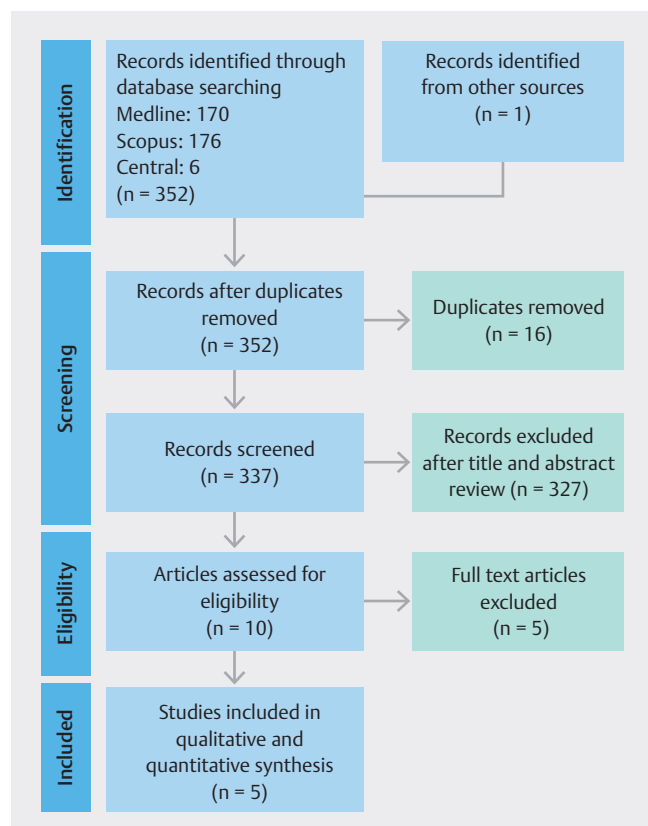 Identification
Records identified through
database searching
Medline: 170
Scopus: 176
Central: 6
(n = 352)
Records identified
from other sources
(n = 1)
Screening
Records after duplicates
removed
(n = 352)
Duplicates removed
(n = 16)
Records screened
(n = 337)
Records excluded
after title and abstract
review (n = 327)
Eligibility
Articles assessed for
eligibility
(n = 10)
Full text articles
excluded
(n = 5)
Included
Studies included in
qualitative and
quantitative synthesis
(n = 5)